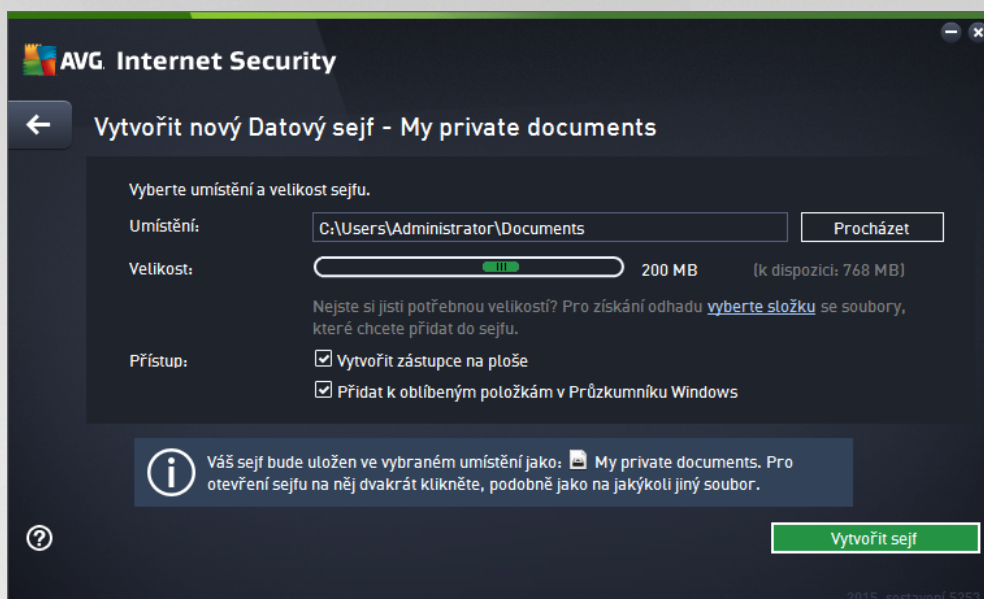 AVG. Internet Security
Vytvořit nový Datový sejf - My private documents
Vyberte umístění a velikost sejfu.
Umístění: C:\Users\Administrator\Documents Procházet
Velikost: 200 MB (k dispozici: 768 MB)
Nejste si jisti potřebnou velikostí? Pro získání odhadu vyberte složku se soubory,
které chcete přidat do sejfu.
Přístup: Vytvořit zástupce na ploše
Přidat k oblíbeným položkám v Průzkumníku Windows
Váš sejf bude uložen ve vybraném umístění jako: My private documents. Pro
otevření sejfu na něj dvakrát klikněte, podobně jako na jakýkoli jiný soubor.
Vytvořit sejf
2015, sestavení 5353